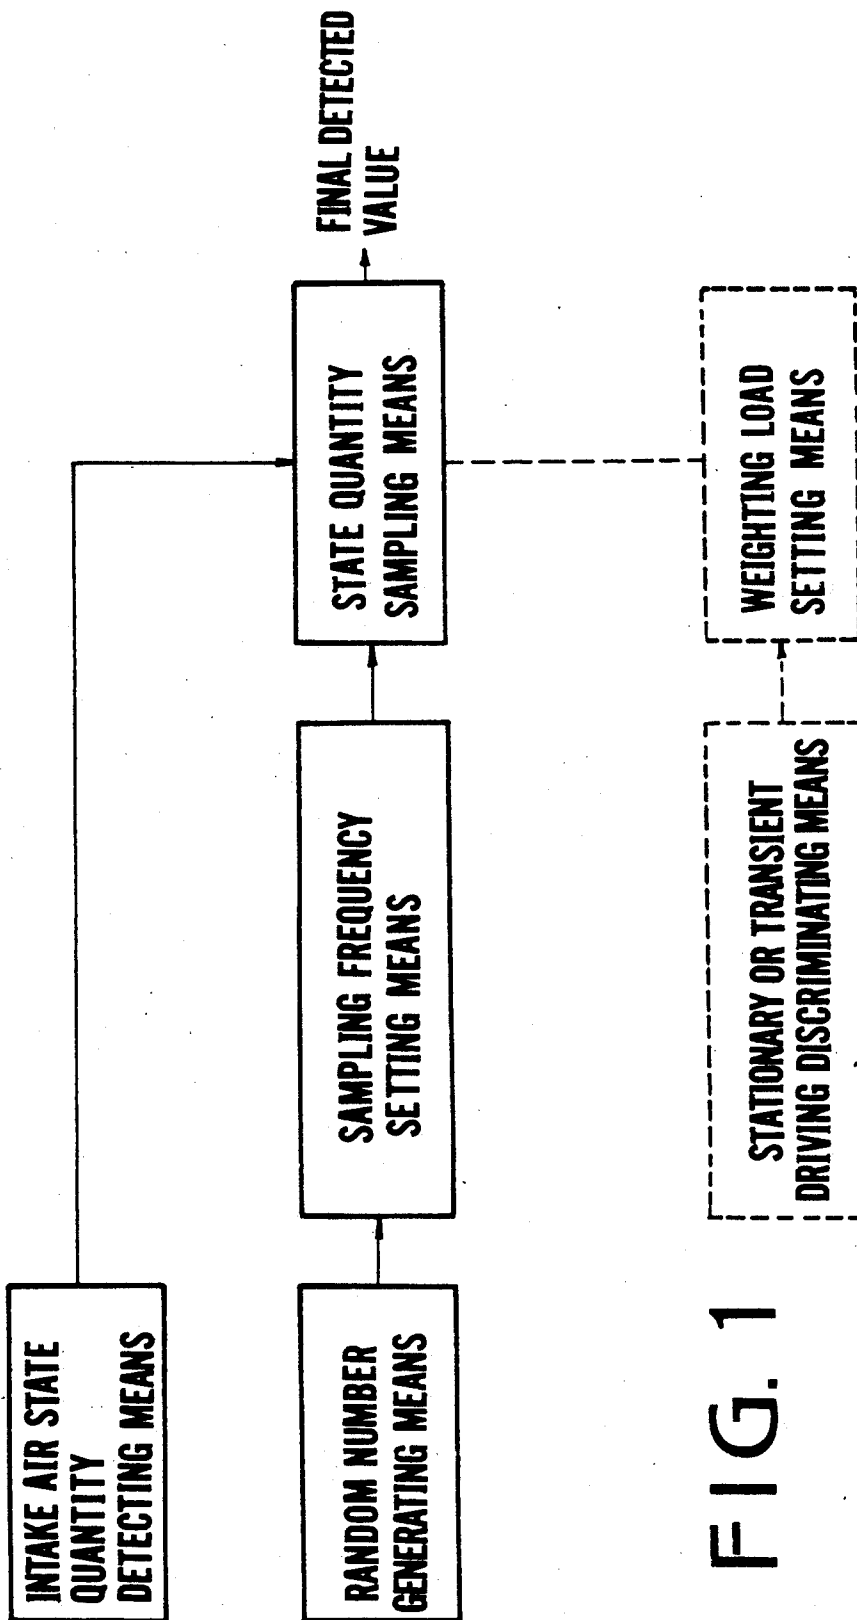 INTAKE AIR STATE
QUANTITY
DETECTING MEANS
RANDOM NUMBER
GENERATING MEANS
SAMPLING FREQUENCY
SETTING MEANS
STATE QUANTITY
SAMPLING MEANS
FINAL DETECTED
VALUE
STATIONARY OR TRANSIENT
DRIVING DISCRIMINATING MEANS
WEIGHTING LOAD
SETTING MEANS
FIG. 1